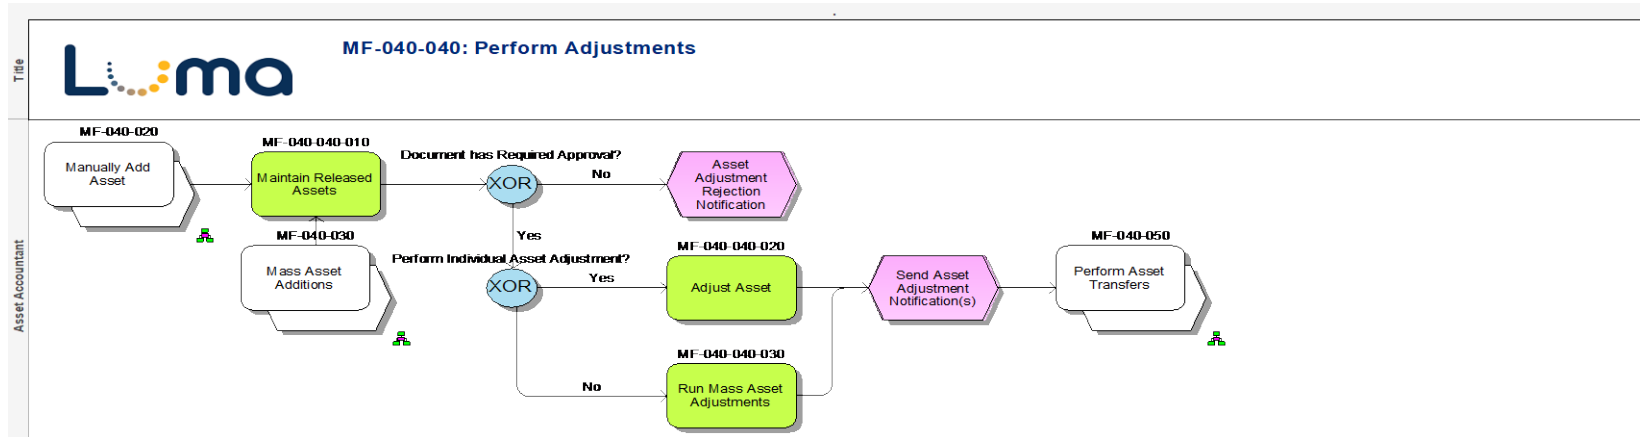 Title
Luma
MF-040-040: Perform Adjustments
Asset Accountant
MF-040-020
Manually Add
Asset
MF-040-040-010
Maintain Released
Assets
MF-040-030
Mass Asset
Additions
Document has Required Approval?
XOR
No
Asset
Adjustment
Rejection
Notification
Yes
Perform Individual Asset Adjustment?
XOR
Yes
MF-040-040-020
Adjust Asset
No
MF-040-040-030
Run Mass Asset
Adjustments
Send Asset
Adjustment
Notification(s)
MF-040-050
Perform Asset
Transfers